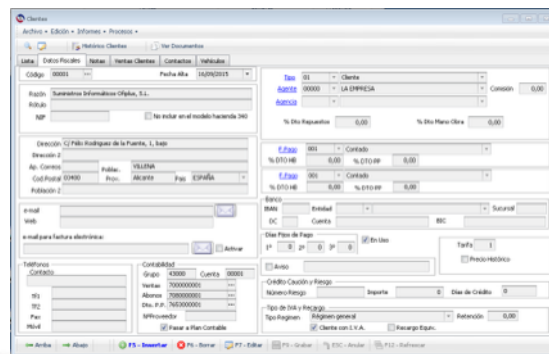 Clientes
Archivo Edición Informes Procesos
Histórico Clientes Ver Documentos
Lista Datos Fiscales Notas Ventas Clientes Contactos Vehículos
Código 00001 Fecha Alta 16/09/2015
Razón Suministros Informáticos Ofiplus, S.L.
Rótulo
NIF No incluir en el modelo hacienda 340
Dirección C/ Félix Rodríguez de la Fuente, 1, bajo
Dirección 2
Ap. Correos Poblac. VILLENA
Cod.Postal 03400 Prov. Alicante País ESPAÑA
Población 2
e-mail
Web
e-mail para factura electrónica:
Activar
Teléfonos
Contacto
Tlf1
Tlf2
Fax
Móvil
Contabilidad
Grupo 43000 Cuenta 00001
Ventas 7000000001
Abonos 7080000001
Dto. P.P. 7653000001
NºProveedor
Pasar a Plan Contable
Tipo 01 Cliente
Agente 00000 LA EMPRESA Comisión 0,00
Agencia
% Dto Repuestos 0,00 % Dto Mano Obra 0,00
F.Pago 001 Contado
% DTO HB 0,00 % DTO PP 0,00
F.Pago 001 Contado
% DTO HB 0,00 % DTO PP 0,00
Banco
IBAN Entidad Sucursal
DC Cuenta BIC
Días Fijos de Pago
1º 0 2º 0 3º 0 En Uso
Tarifa 1
Precio Histórico
Aviso
Crédito Caución y Riesgo
Número Riesgo Importe 0 Días de Crédito 0
Tipo de IVA y Recargo
Tipo Regimen Régimen general Retención 0,00
Cliente con I.V.A. Recargo Equiv.
Arriba Abajo F5 - Insertar F6 - Borrar F7 - Editar F9 - Grabar ESC - Anular F12 - Refrescar